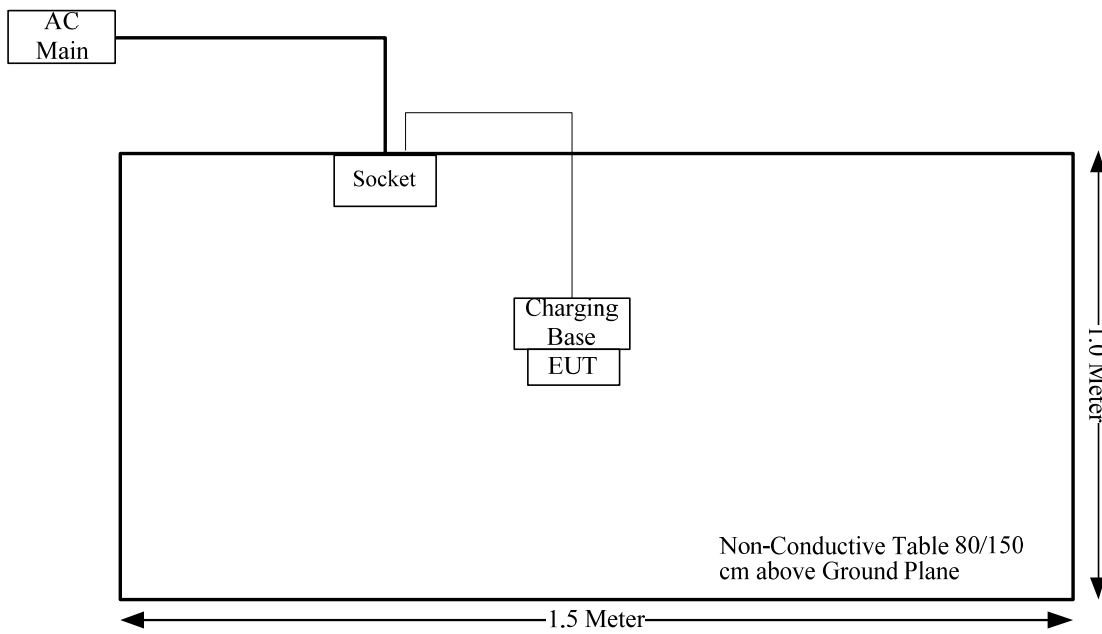 AC
Main
Socket
Charging
Base
EUT
1.0 Meter
Non-Conductive Table 80/150
cm above Ground Plane
1.5 Meter